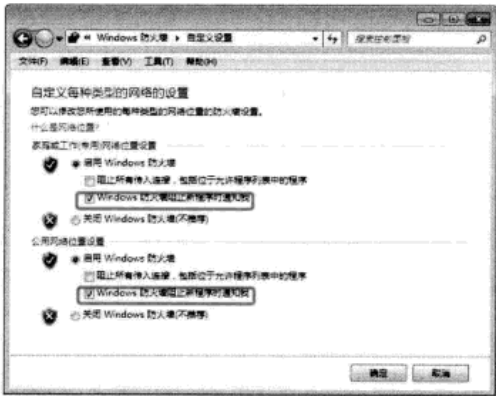 Windows 防火墙 ▸ 自定义设置
搜索控制面板
文件(F) 编辑(E) 查看(V) 工具(T) 帮助(H)
自定义每种类型的网络的设置
您可以修改您所使用的每种类型的网络位置的防火墙设置。
什么是网络位置?
家庭或工作(专用)网络位置设置
启用 Windows 防火墙
阻止所有传入连接，包括位于允许程序列表中的程序
Windows 防火墙阻止新程序时通知我
关闭 Windows 防火墙(不推荐)
公用网络位置设置
启用 Windows 防火墙
阻止所有传入连接，包括位于允许程序列表中的程序
Windows 防火墙阻止新程序时通知我
关闭 Windows 防火墙(不推荐)
确定
取消